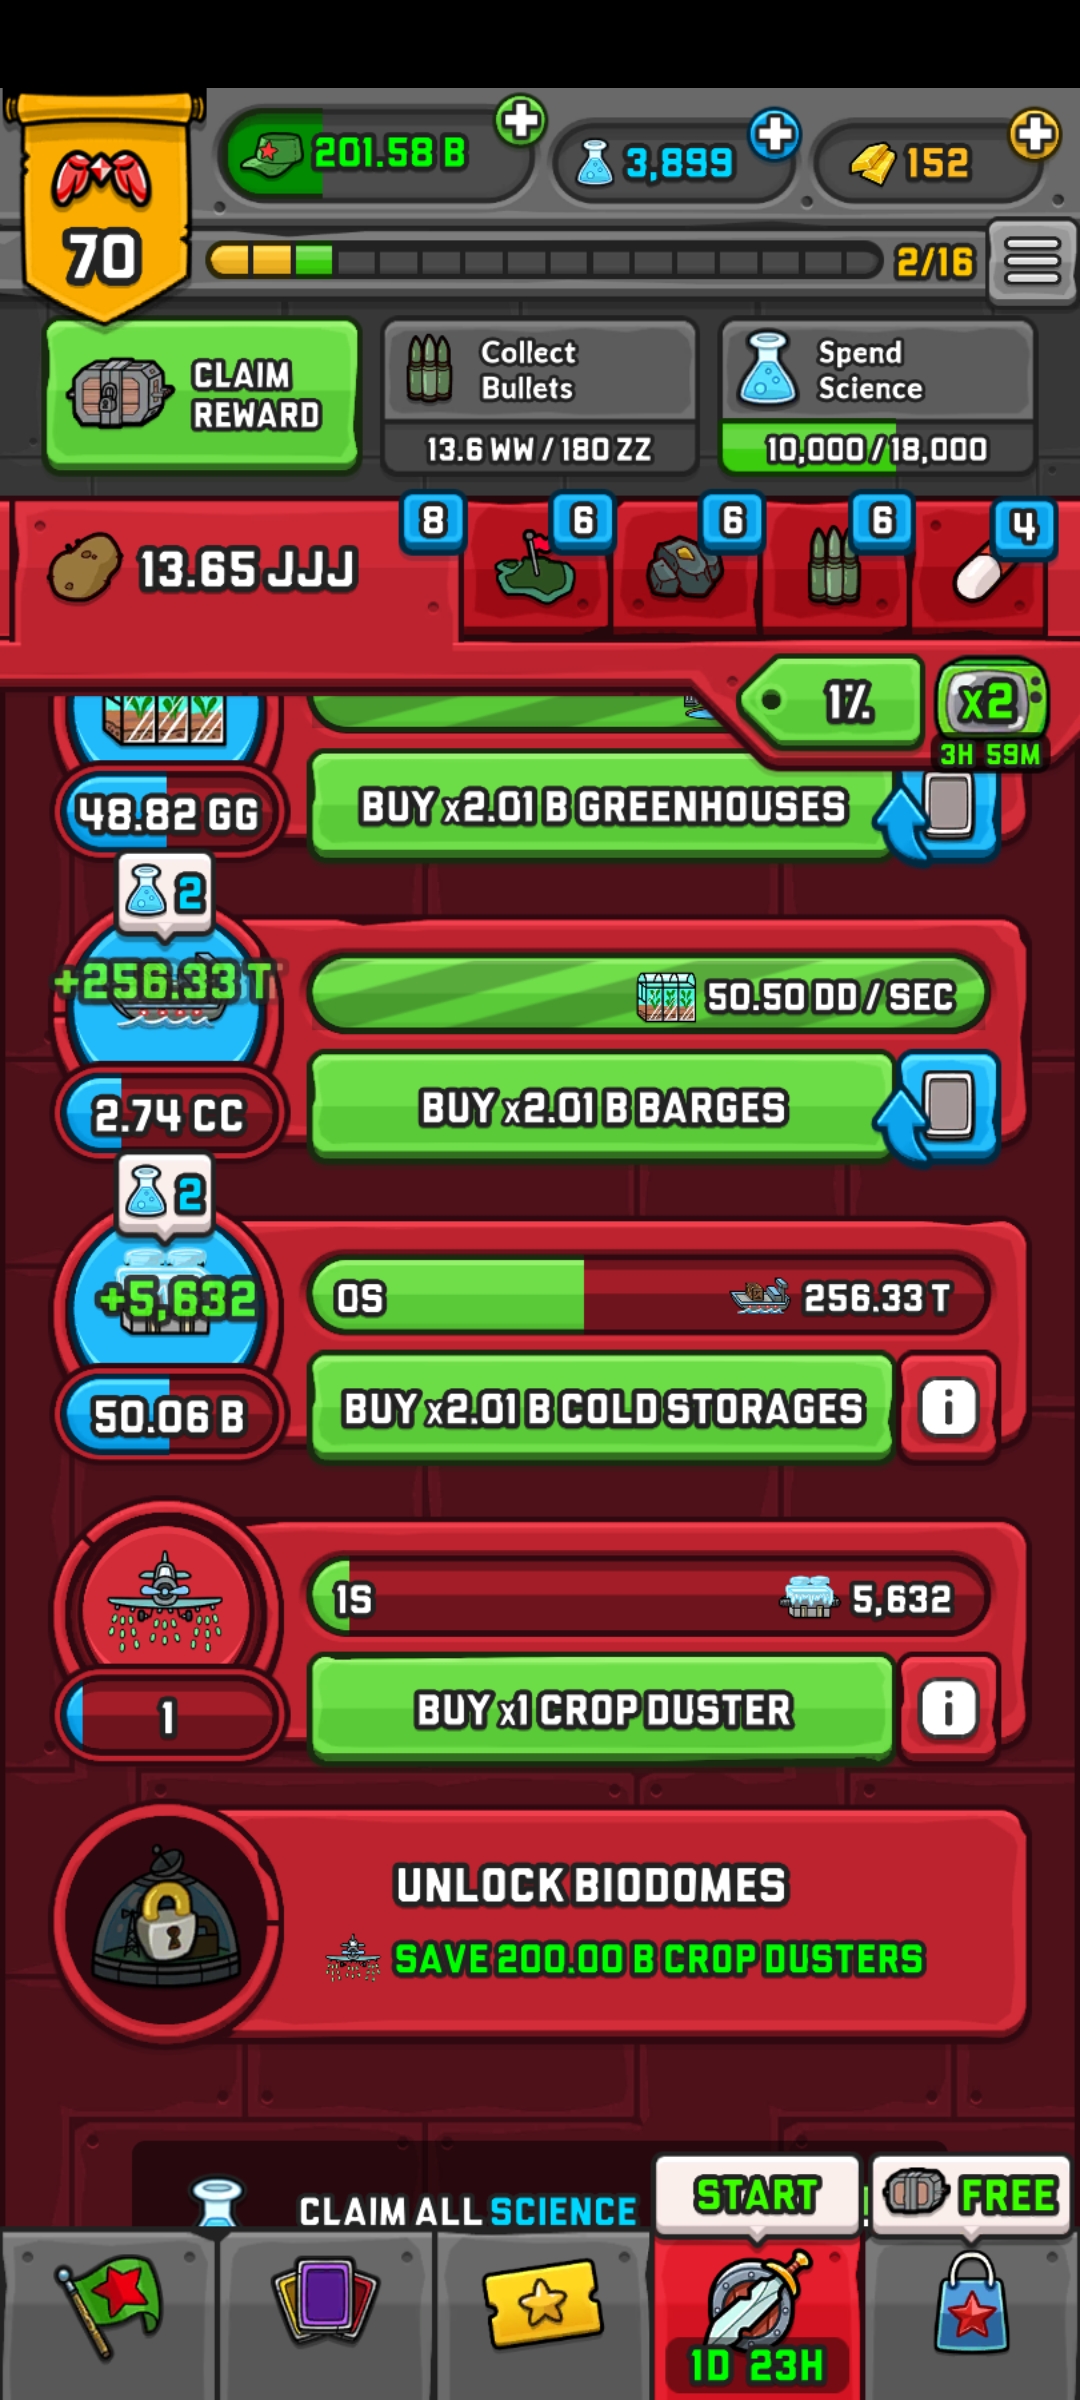 201.58 B
3,899
152
70
2/16
CLAIM
REWARD
Collect
Bullets
13.6 WW / 180 ZZ
Spend
Science
10,000 / 18,000
13.65 JJJ
8
6
6
6
4
1%
x2
3H 59M
48.82 GG
BUY x2.01 B GREENHOUSES
2
+256.33 T
50.50 DD / SEC
2.74 CC
BUY x2.01 B BARGES
2
+5,632
0S
256.33 T
50.06 B
BUY x2.01 B COLD STORAGES
i
1S
5,632
1
BUY x1 CROP DUSTER
i
UNLOCK BIODOMES
SAVE 200.00 B CROP DUSTERS
CLAIM ALL SCIENCE
START
FREE
1D 23H